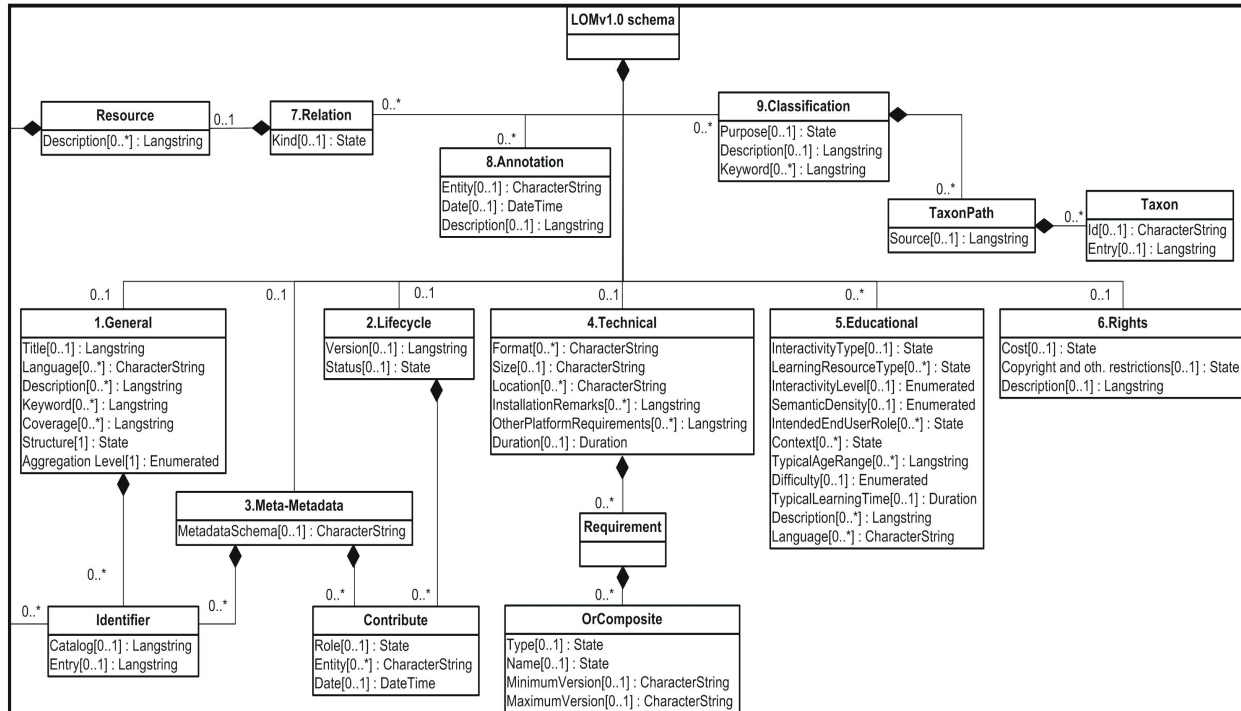 LOMv1.0 schema
Resource
Description[0..*] : Langstring
0..1
7.Relation
Kind[0..1] : State
0..*
0..*
8.Annotation
Entity[0..1] : CharacterString
Date[0..1] : DateTime
Description[0..1] : Langstring
0..*
9.Classification
Purpose[0..1] : State
Description[0..1] : Langstring
Keyword[0..*] : Langstring
0..*
TaxonPath
Source[0..1] : Langstring
0..*
Taxon
Id[0..1] : CharacterString
Entry[0..1] : Langstring
0..1
0..1
0..1
0..1
0..*
0..1
1.General
Title[0..1] : Langstring
Language[0..*] : CharacterString
Description[0..*] : Langstring
Keyword[0..*] : Langstring
Coverage[0..*] : Langstring
Structure[1] : State
Aggregation Level[1] : Enumerated
2.Lifecycle
Version[0..1] : Langstring
Status[0..1] : State
4.Technical
Format[0..*] : CharacterString
Size[0..1] : CharacterString
Location[0..*] : CharacterString
InstallationRemarks[0..*] : Langstring
OtherPlatformRequirements[0..*] : Langstring
Duration[0..1] : Duration
5.Educational
InteractivityType[0..1] : State
LearningResourceType[0..*] : State
InteractivityLevel[0..1] : Enumerated
SemanticDensity[0..1] : Enumerated
IntendedEndUserRole[0..*] : State
Context[0..*] : State
TypicalAgeRange[0..*] : Langstring
Difficulty[0..1] : Enumerated
TypicalLearningTime[0..1] : Duration
Description[0..*] : Langstring
Language[0..*] : CharacterString
6.Rights
Cost[0..1] : State
Copyright and oth. restrictions[0..1] : State
Description[0..1] : Langstring
3.Meta-Metadata
MetadataSchema[0..1] : CharacterString
0..*
Requirement
0..*
0..*
0..*
0..*
0..*
0..*
Identifier
Catalog[0..1] : Langstring
Entry[0..1] : Langstring
Contribute
Role[0..1] : State
Entity[0..*] : CharacterString
Date[0..1] : DateTime
OrComposite
Type[0..1] : State
Name[0..1] : State
MinimumVersion[0..1] : CharacterString
MaximumVersion[0..1] : CharacterString